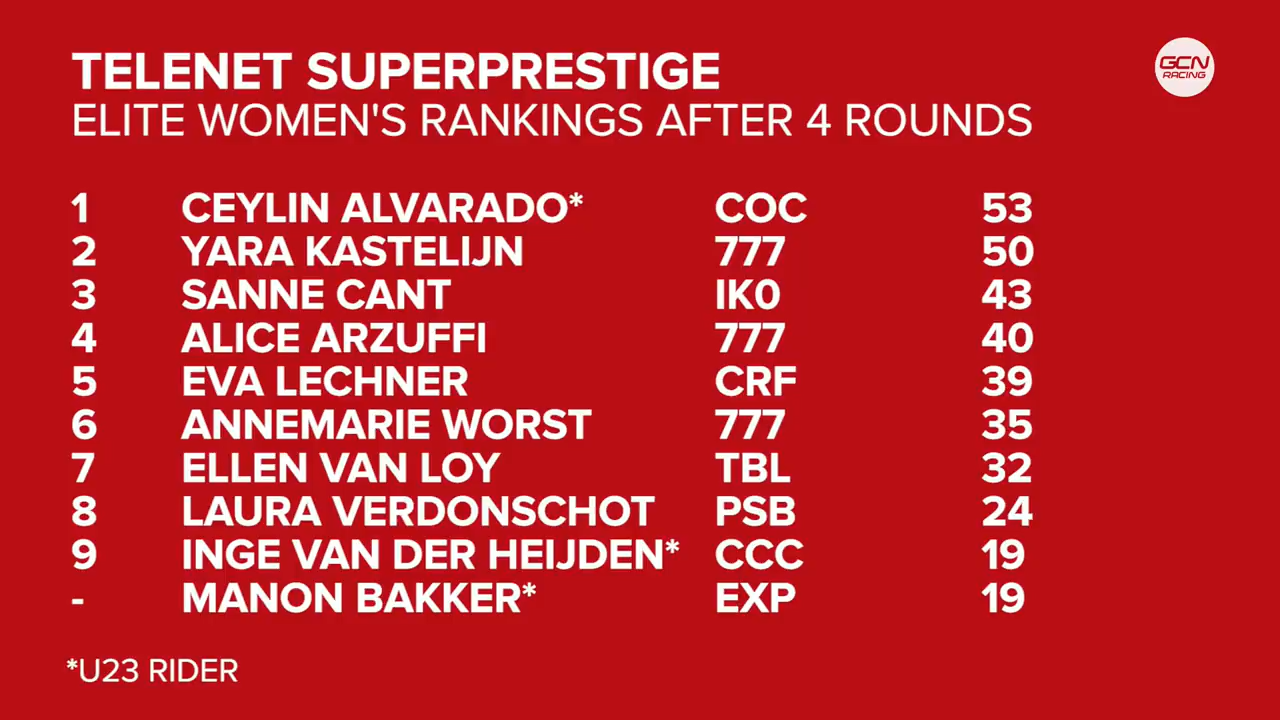 TELENET SUPERPRESTIGE
ELITE WOMEN'S RANKINGS AFTER 4 ROUNDS
GCN
RACING
1 CEYLIN ALVARADO* COC 53
2 YARA KASTELIJN 777 50
3 SANNE CANT IK0 43
4 ALICE ARZUFFI 777 40
5 EVA LECHNER CRF 39
6 ANNEMARIE WORST 777 35
7 ELLEN VAN LOY TBL 32
8 LAURA VERDONSCHOT PSB 24
9 INGE VAN DER HEIJDEN* CCC 19
- MANON BAKKER* EXP 19
*U23 RIDER